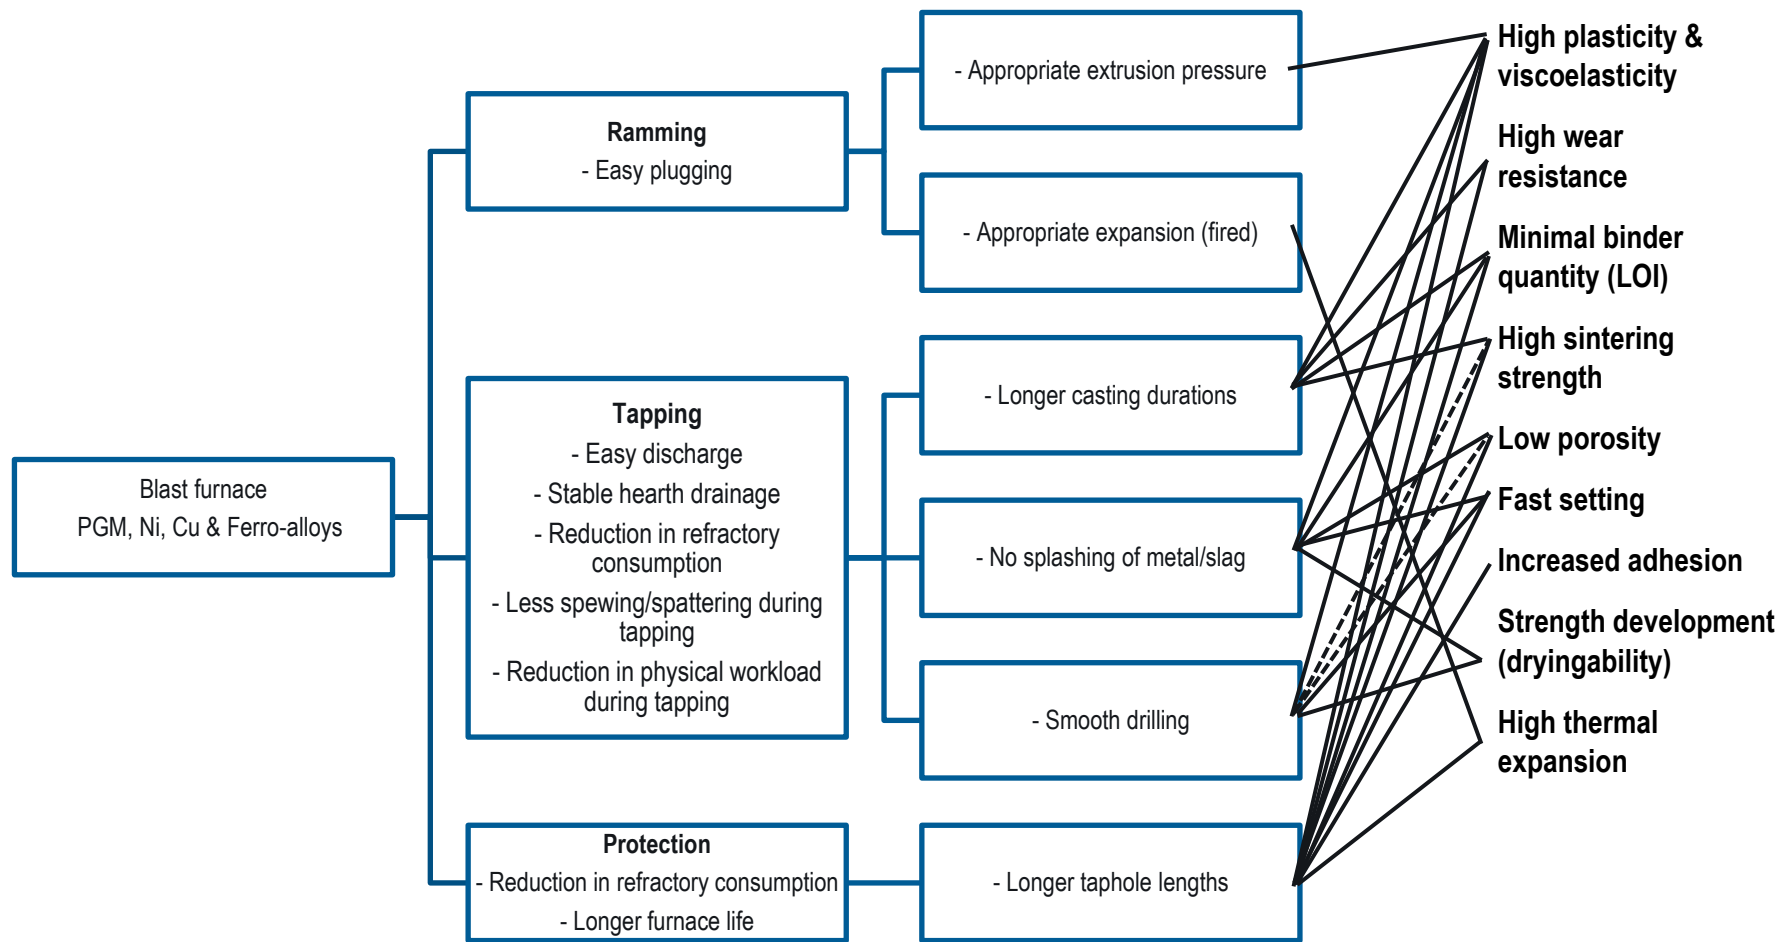 Blast furnace
PGM, Ni, Cu & Ferro-alloys
Ramming
- Easy plugging
Tapping
- Easy discharge
- Stable hearth drainage
- Reduction in refractory
consumption
- Less spewing/spattering during
tapping
- Reduction in physical workload
during tapping
Protection
- Reduction in refractory consumption
- Longer furnace life
- Appropriate extrusion pressure
- Appropriate expansion (fired)
- Longer casting durations
- No splashing of metal/slag
- Smooth drilling
- Longer taphole lengths
High plasticity &
viscoelasticity
High wear
resistance
Minimal binder
quantity (LOI)
High sintering
strength
Low porosity
Fast setting
Increased adhesion
Strength development
(dryingability)
High thermal
expansion